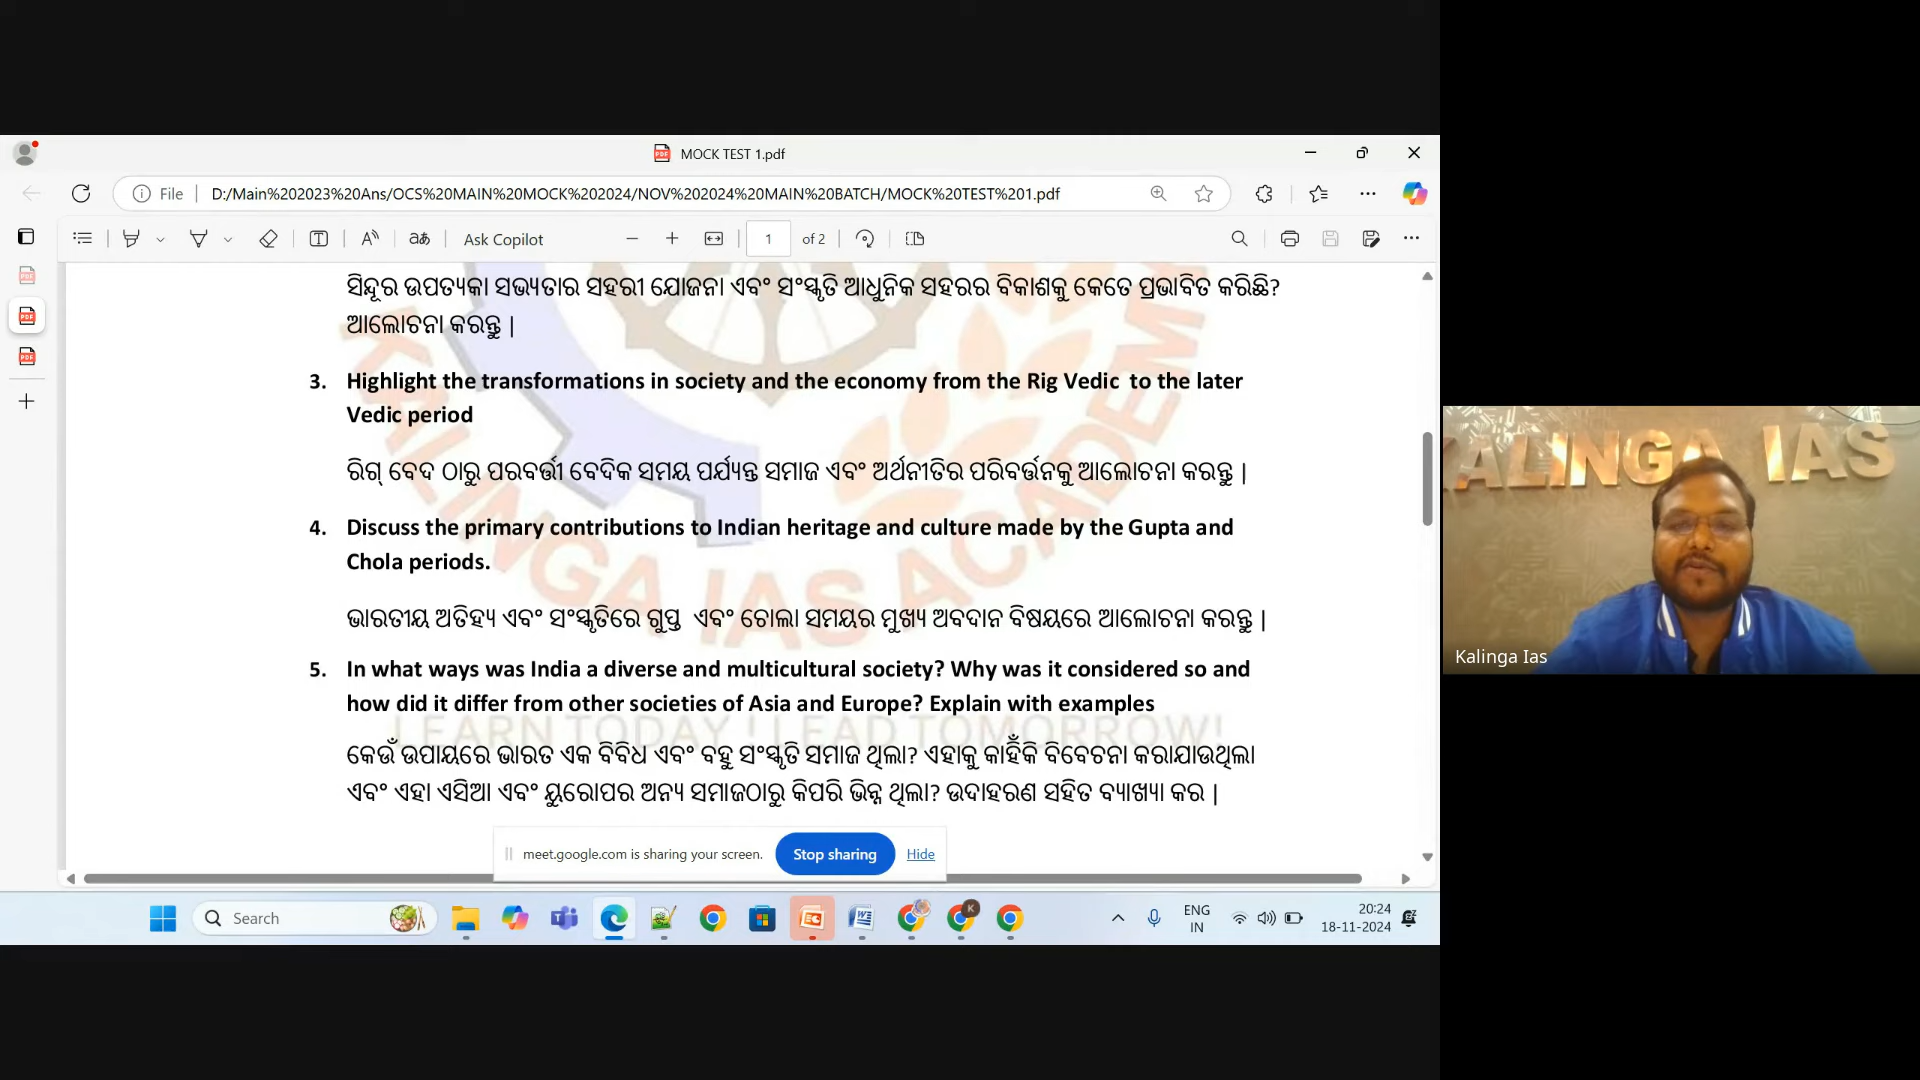 MOCK TEST 1.pdf
File
D:/Main%202023%20Ans/OCS%20MAIN%20MOCK%202024/NOV%202024%20MAIN%20BATCH/MOCK%20TEST%201.pdf
Ask Copilot
1
of 2
ସିନ୍ଦୂର ଉପତ୍ୟକା ସଭ୍ୟତାର ସହରୀ ଯୋଜନା ଏବଂ ସଂସ୍କୃତି ଆଧୁନିକ ସହରର ବିକାଶକୁ କେତେ ପ୍ରଭାବିତ କରିଛି?
ଆଲୋଚନା କରନ୍ତୁ |
3. Highlight the transformations in society and the economy from the Rig Vedic to the later
Vedic period
ରିଗ୍ ବେଦ ଠାରୁ ପରବର୍ତ୍ତୀ ବେଦିକ ସମୟ ପର୍ଯ୍ୟନ୍ତ ସମାଜ ଏବଂ ଅର୍ଥନୀତିର ପରିବର୍ତ୍ତନକୁ ଆଲୋଚନା କରନ୍ତୁ |
4. Discuss the primary contributions to Indian heritage and culture made by the Gupta and
Chola periods.
ଭାରତୀୟ ଅତିହ୍ୟ ଏବଂ ସଂସ୍କୃତିରେ ଗୁପ୍ତ ଏବଂ ଚୋଲା ସମୟର ମୁଖ୍ୟ ଅବଦାନ ବିଷୟରେ ଆଲୋଚନା କରନ୍ତୁ |
5. In what ways was India a diverse and multicultural society? Why was it considered so and
how did it differ from other societies of Asia and Europe? Explain with examples
କେଉଁ ଉପାୟରେ ଭାରତ ଏକ ବିବିଧ ଏବଂ ବହୁ ସଂସ୍କୃତି ସମାଜ ଥିଲା? ଏହାକୁ କାହିଁକି ବିବେଚନା କରାଯାଉଥିଲା
ଏବଂ ଏହା ଏସିଆ ଏବଂ ୟୁରୋପର ଅନ୍ୟ ସମାଜଠାରୁ କିପରି ଭିନ୍ନ ଥିଲା? ଉଦାହରଣ ସହିତ ବ୍ୟାଖ୍ୟା କର |
KALINGA IAS ACADEMY
LEARN TODAY ! LEAD TOMORROW!
meet.google.com is sharing your screen.
Stop sharing
Hide
Search
ENG
IN
20:24
18-11-2024
KALINGA IAS
Kalinga Ias